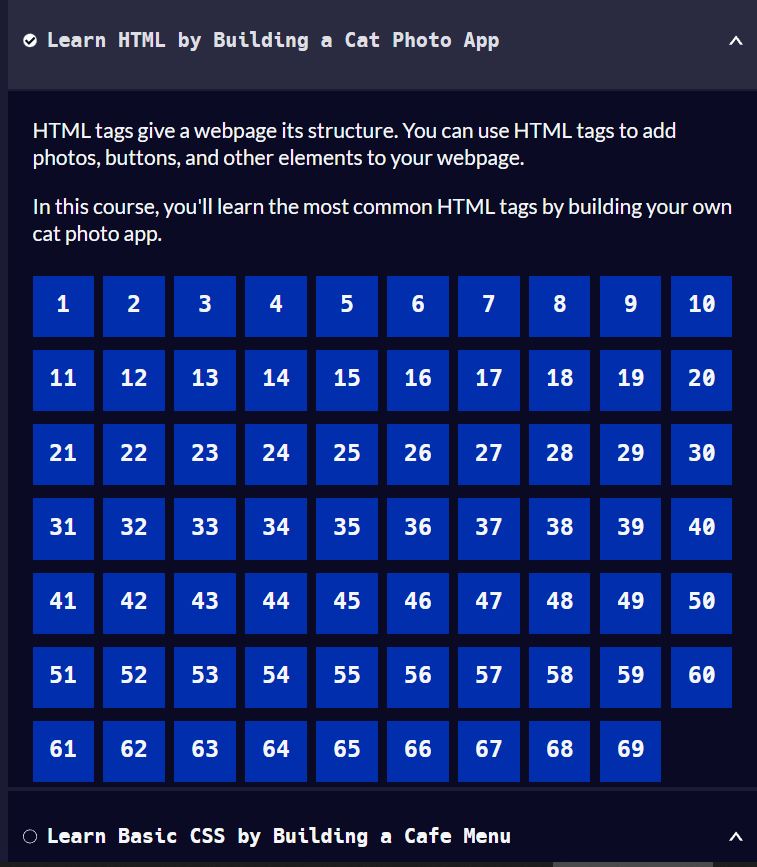 Learn HTML by Building a Cat Photo App
HTML tags give a webpage its structure. You can use HTML tags to add
photos, buttons, and other elements to your webpage.
In this course, you'll learn the most common HTML tags by building your own
cat photo app.
1 2 3 4 5 6 7 8 9 10
11 12 13 14 15 16 17 18 19 20
21 22 23 24 25 26 27 28 29 30
31 32 33 34 35 36 37 38 39 40
41 42 43 44 45 46 47 48 49 50
51 52 53 54 55 56 57 58 59 60
61 62 63 64 65 66 67 68 69
Learn Basic CSS by Building a Cafe Menu